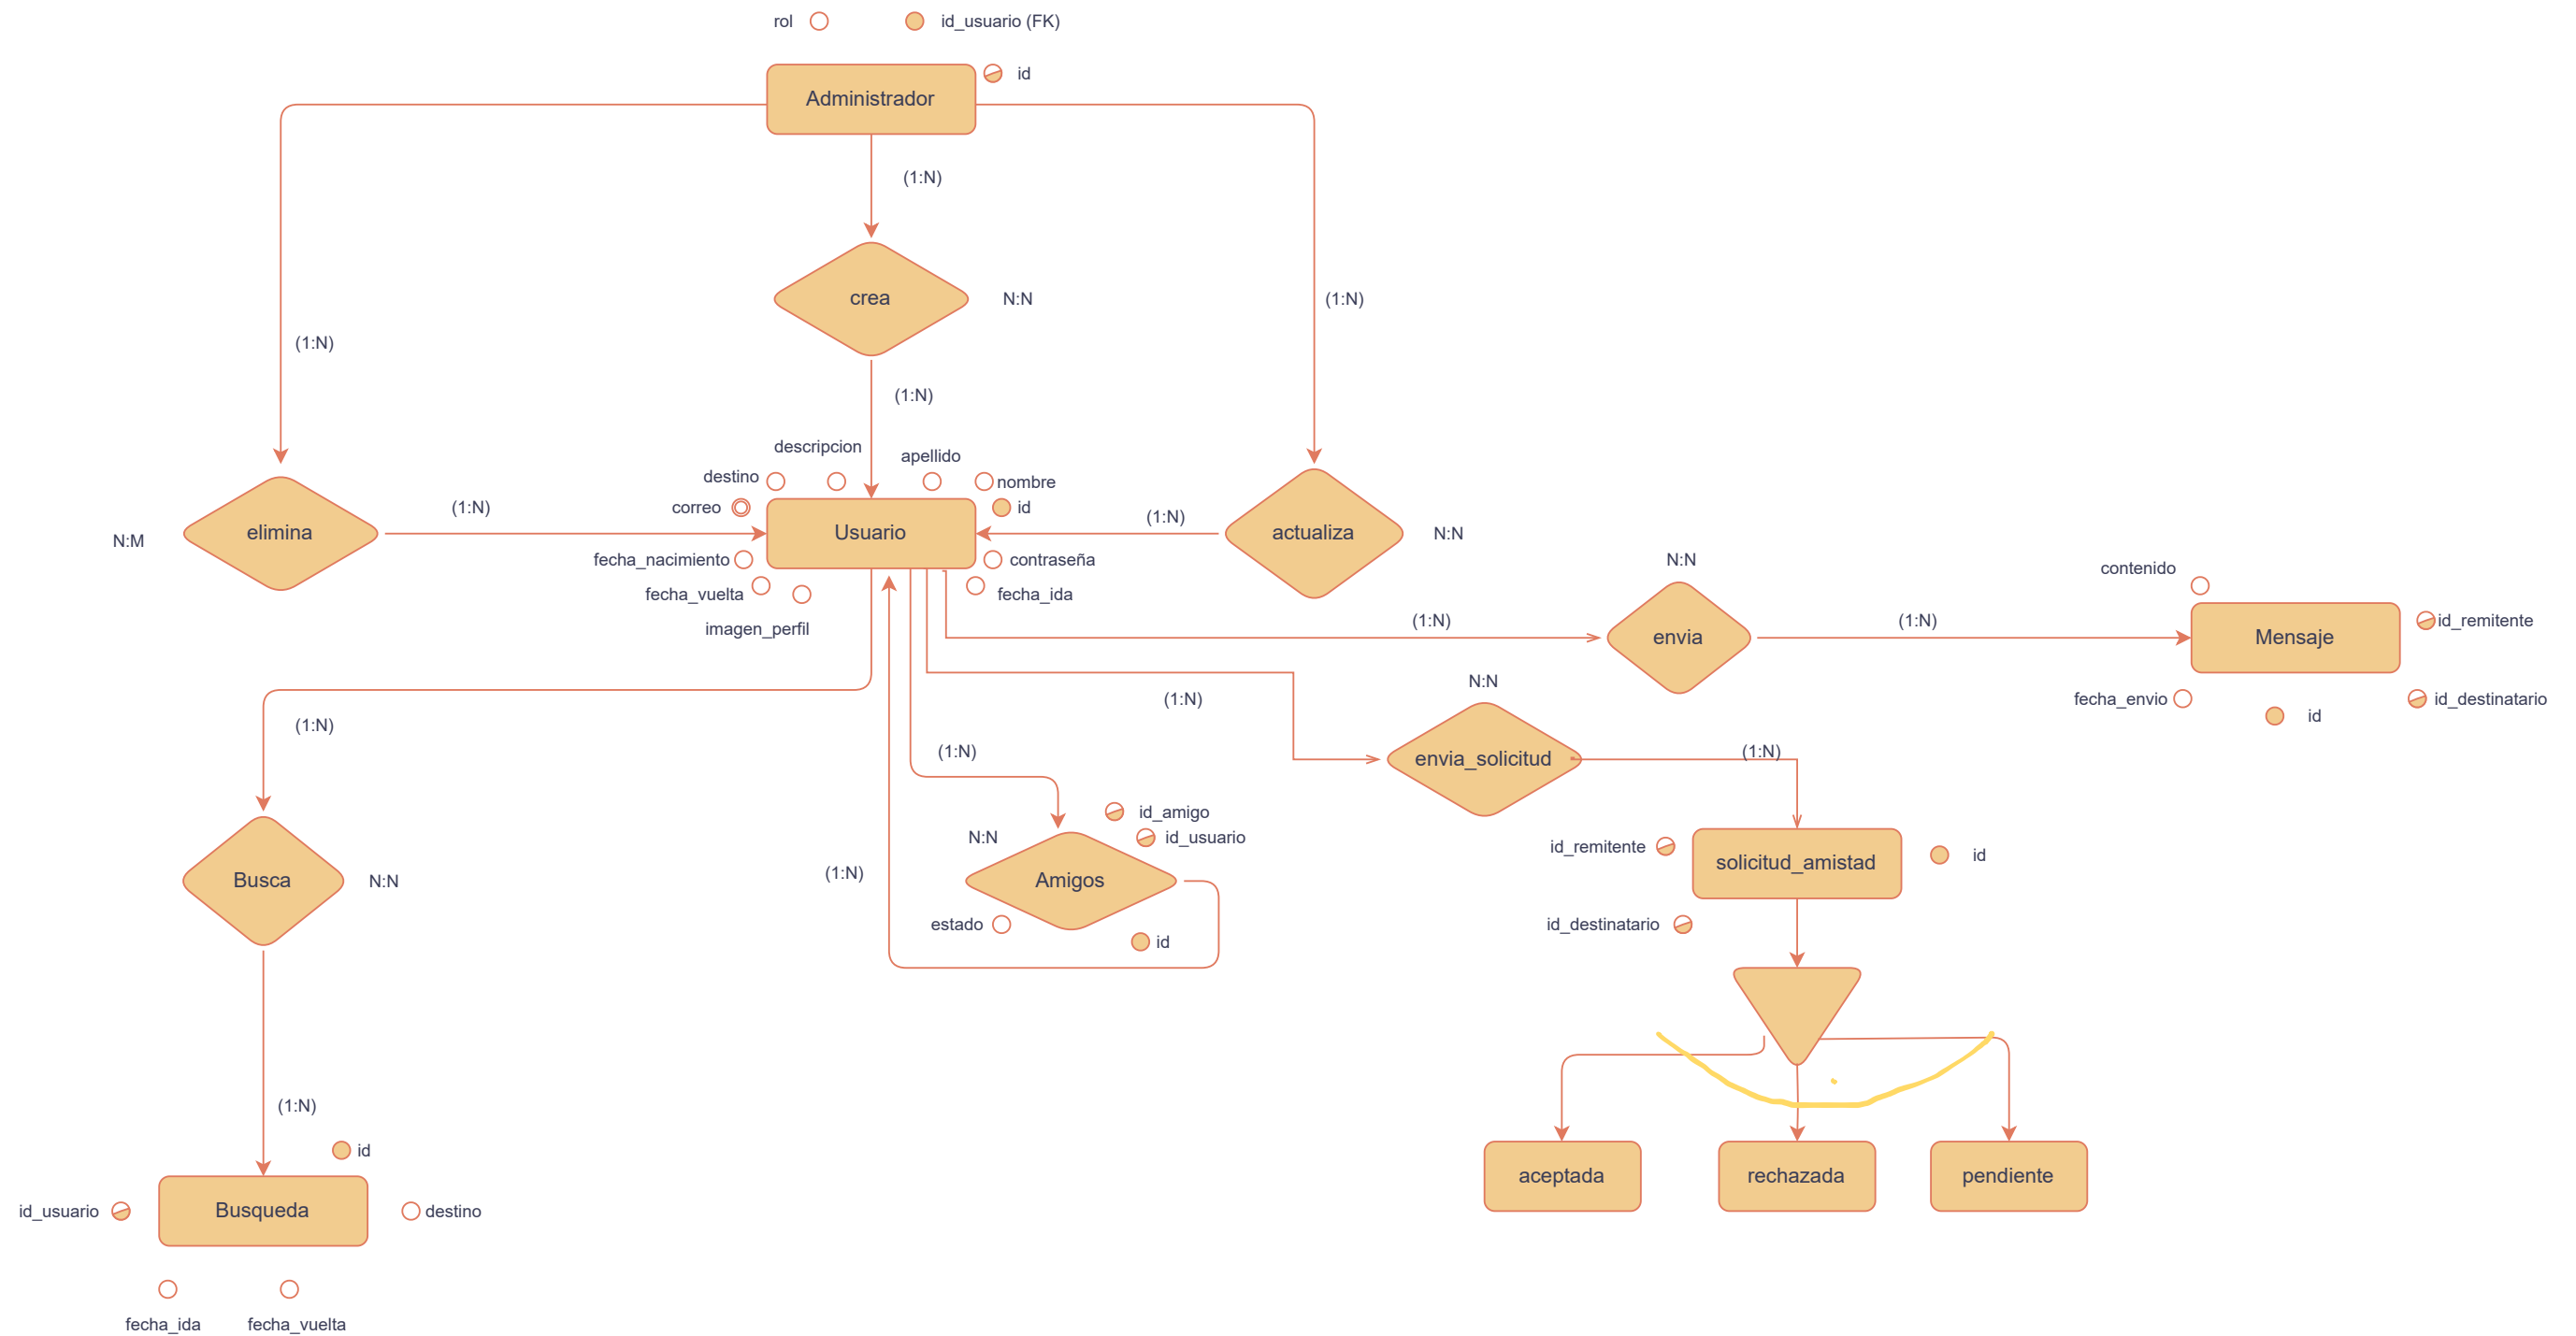 rol
id_usuario (FK)
Administrador
id
(1:N)
crea
N:N
(1:N)
(1:N)
(1:N)
descripcion
apellido
destino
nombre
correo
id
(1:N)
Usuario
(1:N)
elimina
N:M
actualiza
N:N
fecha_nacimiento
contraseña
fecha_vuelta
fecha_ida
imagen_perfil
N:N
contenido
(1:N)
envia
(1:N)
Mensaje
id_remitente
fecha_envio
id
id_destinatario
(1:N)
N:N
(1:N)
(1:N)
envia_solicitud
(1:N)
id_amigo
N:N
id_usuario
(1:N)
Busca
N:N
Amigos
estado
id
id_remitente
solicitud_amistad
id
id_destinatario
(1:N)
id
id_usuario
Busqueda
destino
aceptada
rechazada
pendiente
fecha_ida
fecha_vuelta